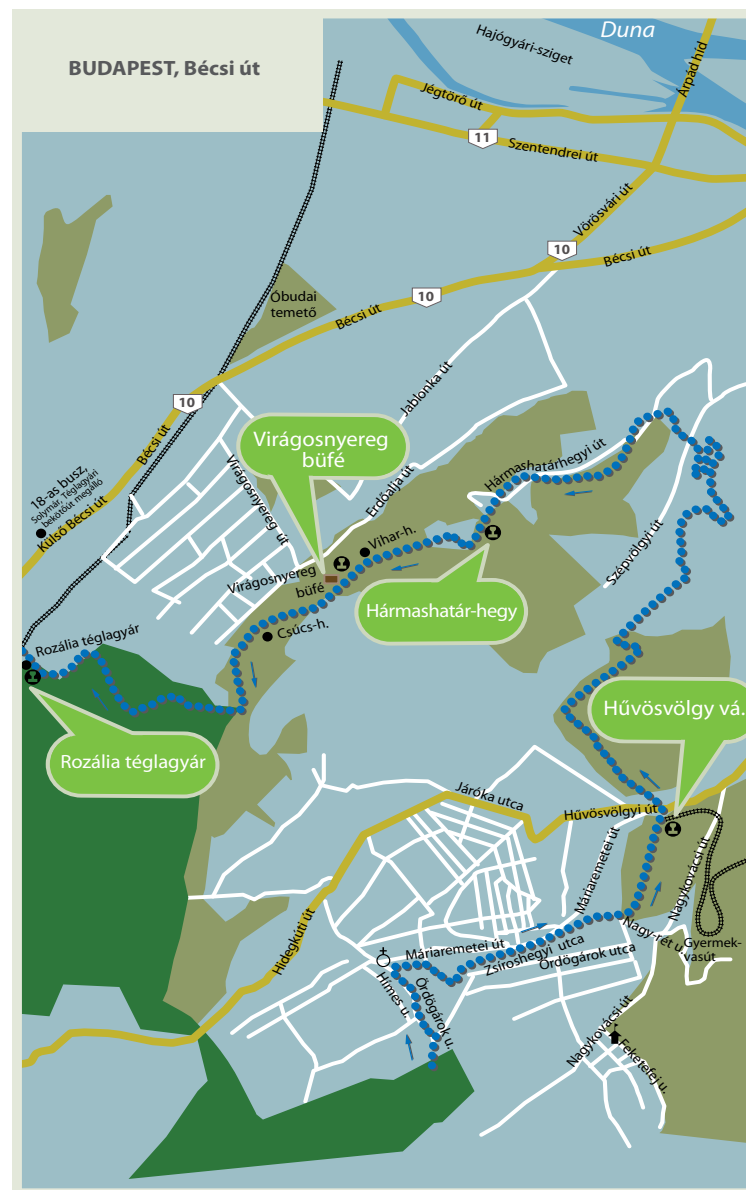 BUDAPEST, Bécsi út
Duna
Hajógyári-sziget
Árpád híd
Jégtörő út
11
Szentendrei út
Vörösvári út
10
Bécsi út
Óbudai
temető
10
Bécsi út
10
Jablonka út
Bécsi út
Virágosnyereg
büfé
Hármashatárhegyi út
Virágosnyereg út
Erdőalja út
18-as busz,
Solymár, Téglagyári
bekötőút megálló
Külső Bécsi út
Szépvölgyi út
Vihar-h.
Virágosnyereg
büfé
Hármashatár-hegy
Csúcs-h.
Rozália téglagyár
Hűvösvölgy vá.
Rozália téglagyár
Járóka utca
Hűvösvölgyi út
Máriaremetei út
Nagykovácsi út
Hidegkúti út
Máriaremetei út
Zsíroshegyi utca
Ördögárok utca
Nagy-rét u.
Gyermek-
vasút
Hímes u.
Ördögárok u.
Nagykovácsi út
Feketefej u.